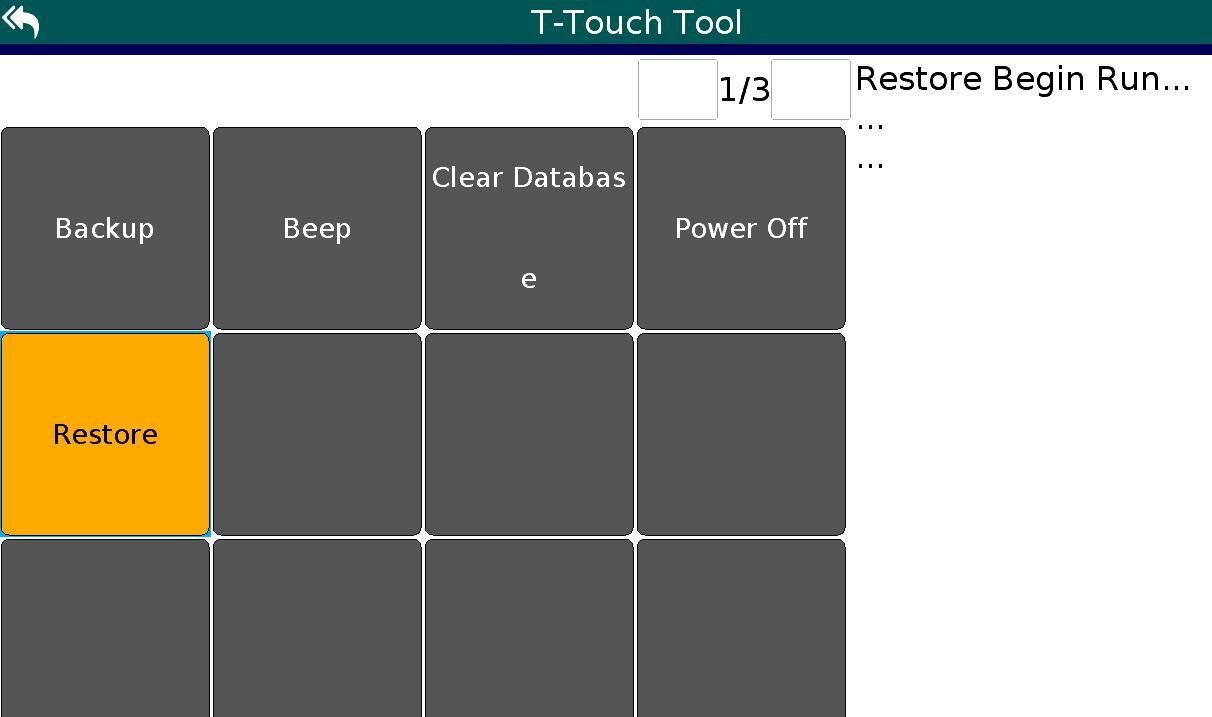 T-Touch Tool
1/3
Restore Begin Run...
...
...
Backup
Beep
Clear Databas
e
Power Off
Restore